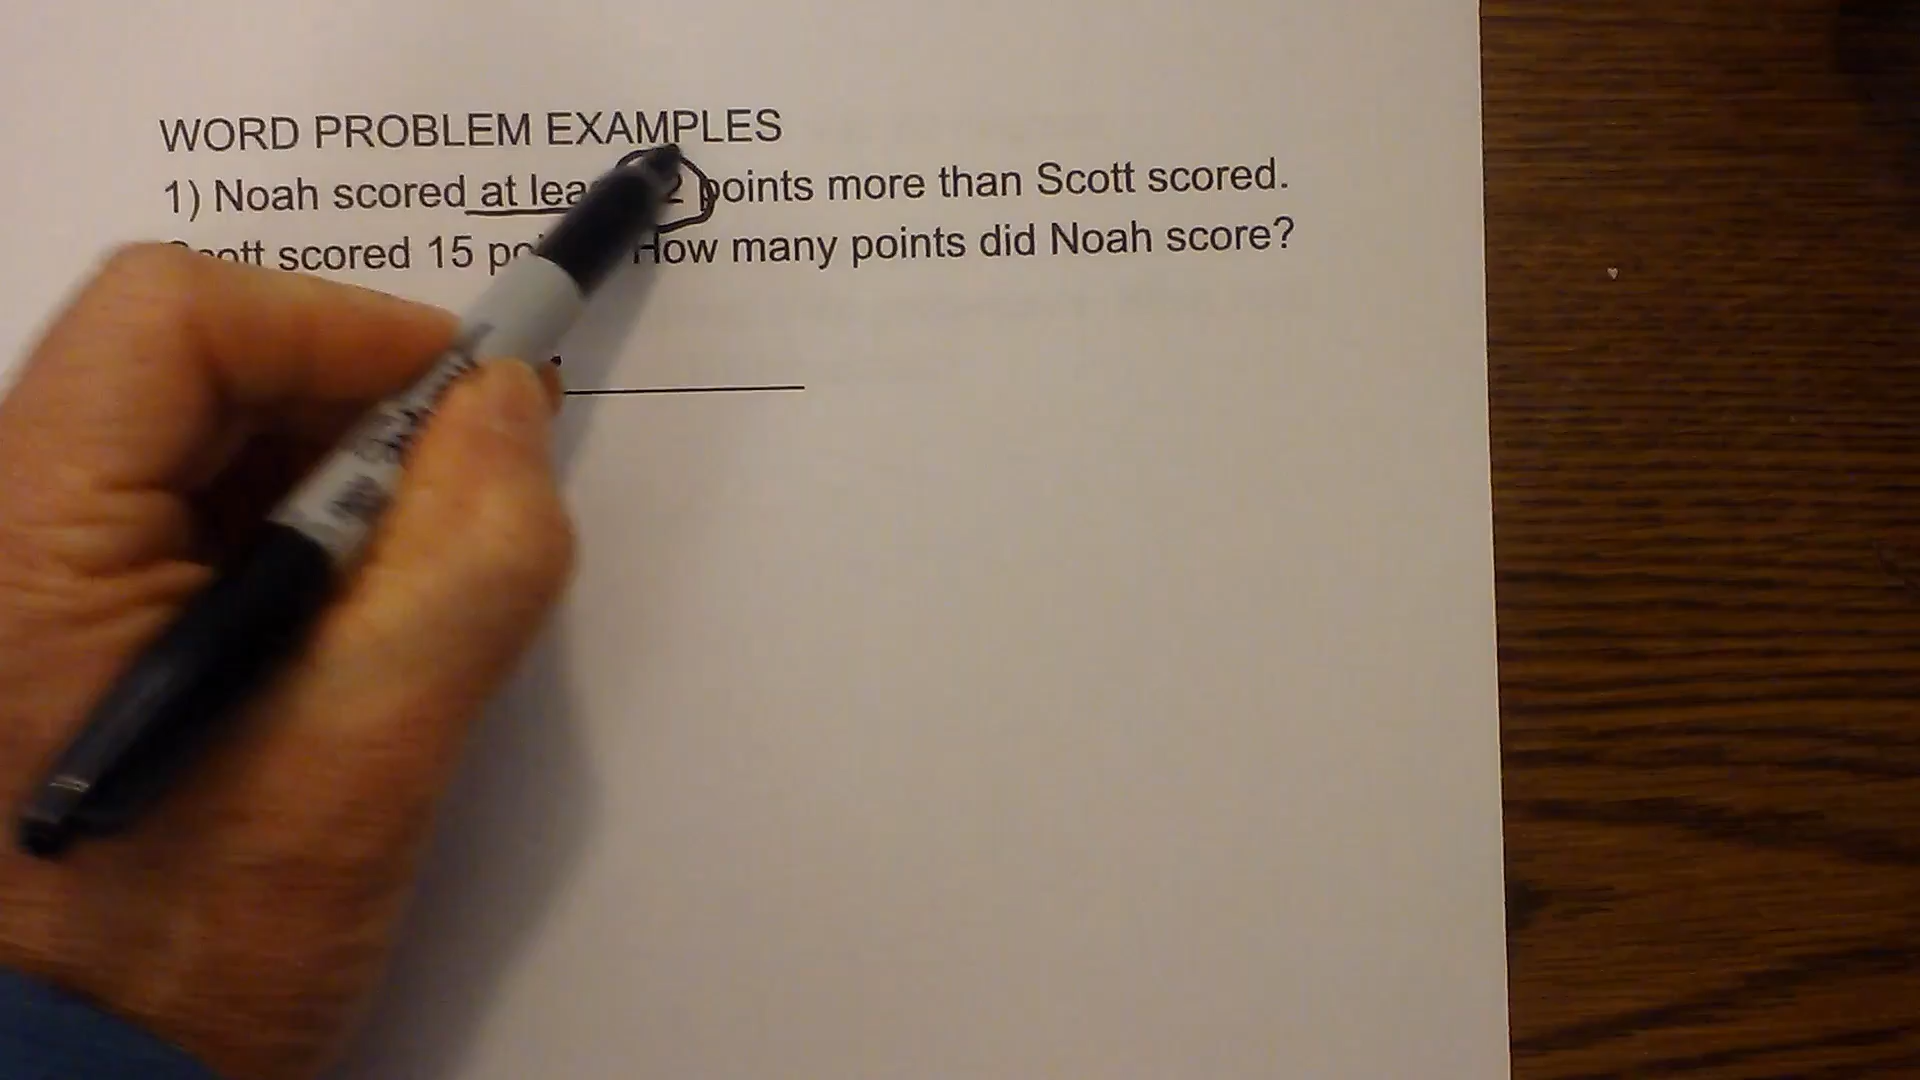 WORD PROBLEM EXAMPLES
1) Noah scored at 2 points more than Scott scored.
scored 15 How many points did Noah score?